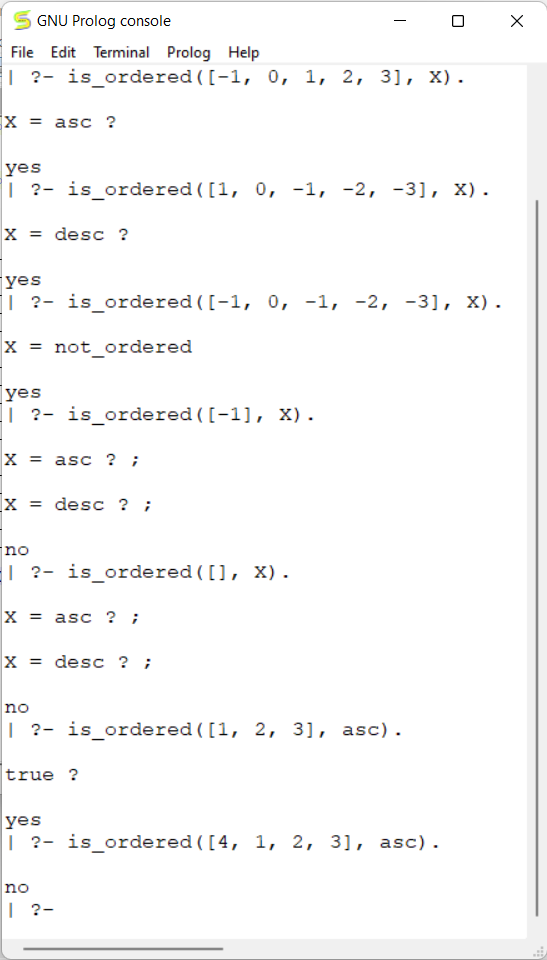 GNU Prolog console
File Edit Terminal Prolog Help
| ?- is_ordered([-1, 0, 1, 2, 3], X).
X = asc ?
yes
| ?- is_ordered([1, 0, -1, -2, -3], X).
X = desc ?
yes
| ?- is_ordered([-1, 0, -1, -2, -3], X).
X = not_ordered
yes
| ?- is_ordered([-1], X).
X = asc ? ;
X = desc ? ;
no
| ?- is_ordered([], X).
X = asc ? ;
X = desc ? ;
no
| ?- is_ordered([1, 2, 3], asc).
true ?
yes
| ?- is_ordered([4, 1, 2, 3], asc).
no
| ?-